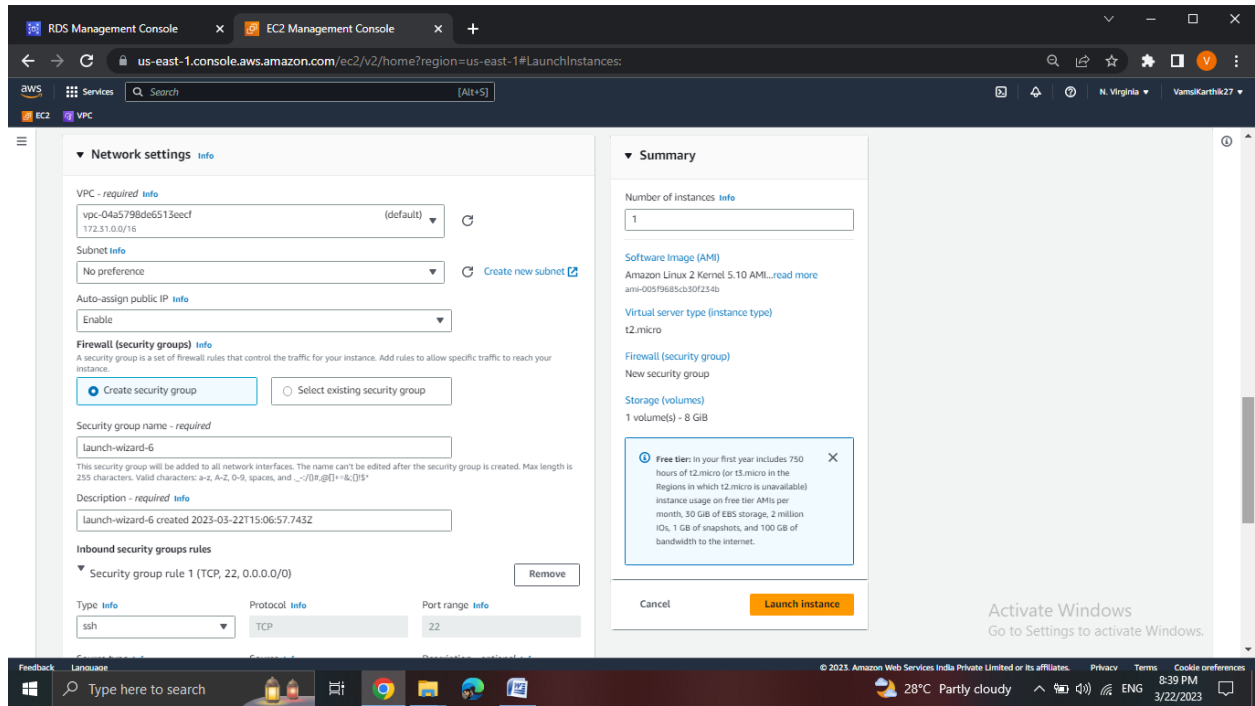 RDS Management Console
EC2 Management Console
us-east-1.console.aws.amazon.com/ec2/v2/home?region=us-east-1#LaunchInstances:
V
aws
Services
Search
[Alt+S]
N. Virginia
VamsiKarthik27
EC2
VPC
Network settings Info
VPC - required Info
vpc-04a5798de6513eecf
(default)
172.31.0.0/16
Subnet Info
No preference
Create new subnet
Auto-assign public IP Info
Enable
Firewall (security groups) Info
A security group is a set of firewall rules that control the traffic for your instance. Add rules to allow specific traffic to reach your
instance.
Create security group
Select existing security group
Security group name - required
launch-wizard-6
This security group will be added to all network interfaces. The name can't be edited after the security group is created. Max length is
255 characters. Valid characters: a-z, A-Z, 0-9, spaces, and ._-:/()#,@[]+=&;{}!$*
Description - required Info
launch-wizard-6 created 2023-03-22T15:06:57.743Z
Inbound security groups rules
Security group rule 1 (TCP, 22, 0.0.0.0/0)
Remove
Type Info
Protocol Info
Port range Info
ssh
TCP
22
Summary
Number of instances Info
1
Software Image (AMI)
Amazon Linux 2 Kernel 5.10 AMI...read more
ami-005f9685cb30f234b
Virtual server type (instance type)
t2.micro
Firewall (security group)
New security group
Storage (volumes)
1 volume(s) - 8 GiB
Free tier: In your first year includes 750
hours of t2.micro (or t3.micro in the
Regions in which t2.micro is unavailable)
instance usage on free tier AMIs per
month, 30 GiB of EBS storage, 2 million
IOs, 1 GB of snapshots, and 100 GB of
bandwidth to the internet.
Cancel
Launch instance
Activate Windows
Go to Settings to activate Windows.
Feedback
Language
© 2023, Amazon Web Services India Private Limited or its affiliates.
Privacy
Terms
Cookie preferences
Type here to search
28°C Partly cloudy
ENG
8:39 PM
3/22/2023